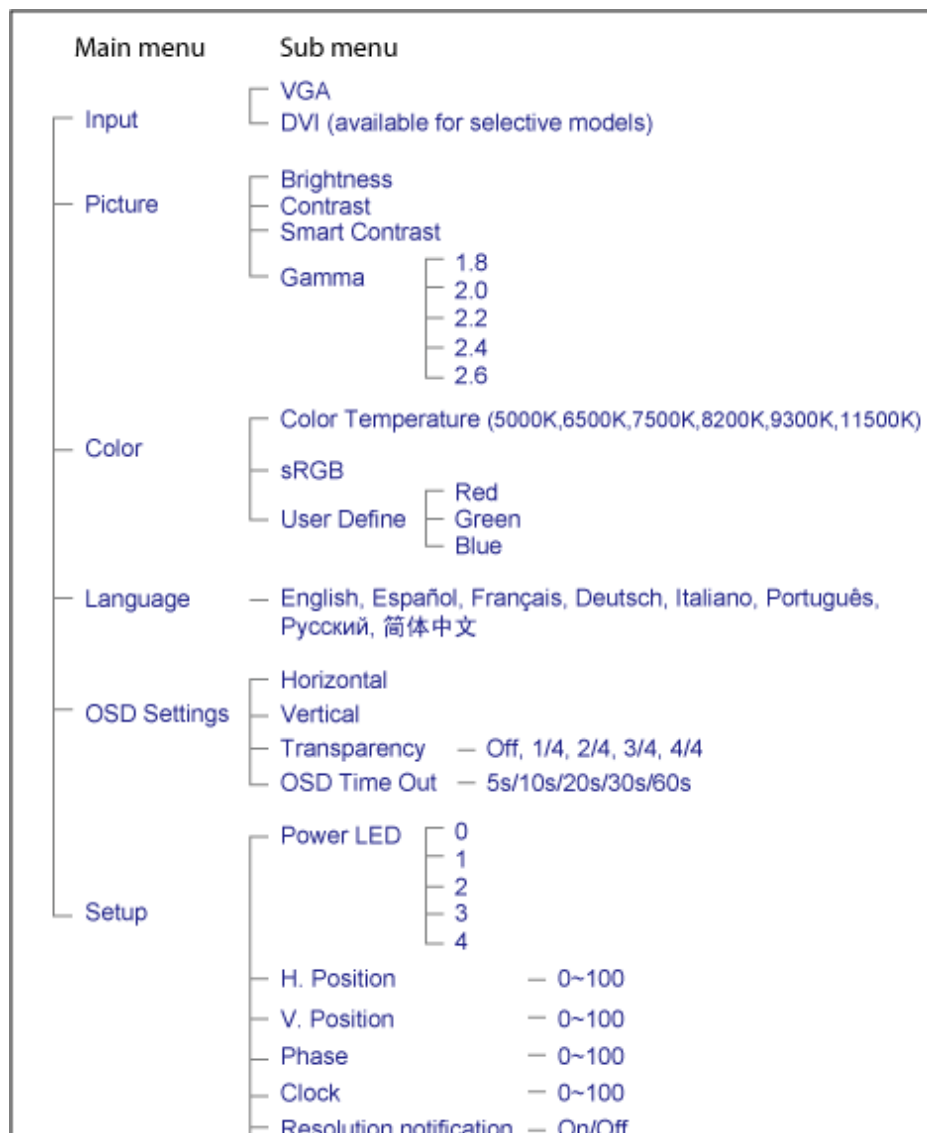 Main menu Sub menu
VGA
Input
DVI (available for selective models)
Brightness
Picture
Contrast
Smart Contrast
Gamma
1.8
2.0
2.2
2.4
2.6
Color Temperature (5000K,6500K,7500K,8200K,9300K,11500K)
Color
sRGB
User Define
Red
Green
Blue
Language
English, Español, Français, Deutsch, Italiano, Português,
Русский, 简体中文
Horizontal
OSD Settings
Vertical
Transparency — Off, 1/4, 2/4, 3/4, 4/4
OSD Time Out — 5s/10s/20s/30s/60s
Setup
Power LED
0
1
2
3
4
H. Position — 0~100
V. Position — 0~100
Phase — 0~100
Clock — 0~100
Resolution notification — On/Off